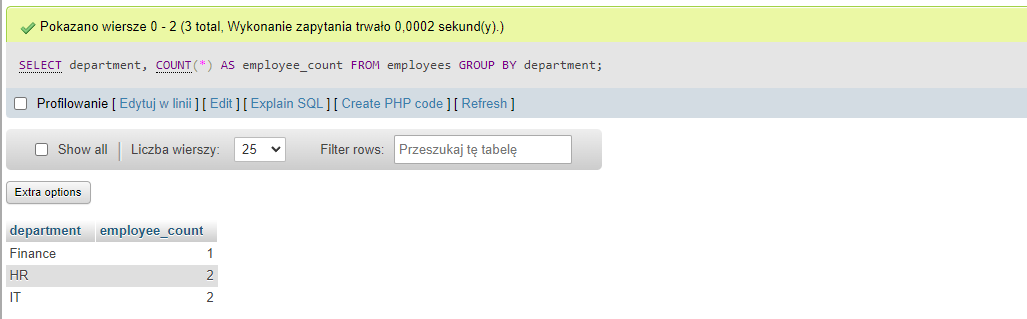 Pokazano wiersze 0 - 2 (3 total, Wykonanie zapytania trwało 0,0002 sekund(y).)
SELECT department, COUNT(*) AS employee_count FROM employees GROUP BY department;
Profilowanie [ Edytuj w linii ] [ Edit ] [ Explain SQL ] [ Create PHP code ] [ Refresh ]
Show all | Liczba wierszy: 25 Filter rows: Przeszukaj tę tabelę
Extra options
department employee_count
Finance 1
HR 2
IT 2